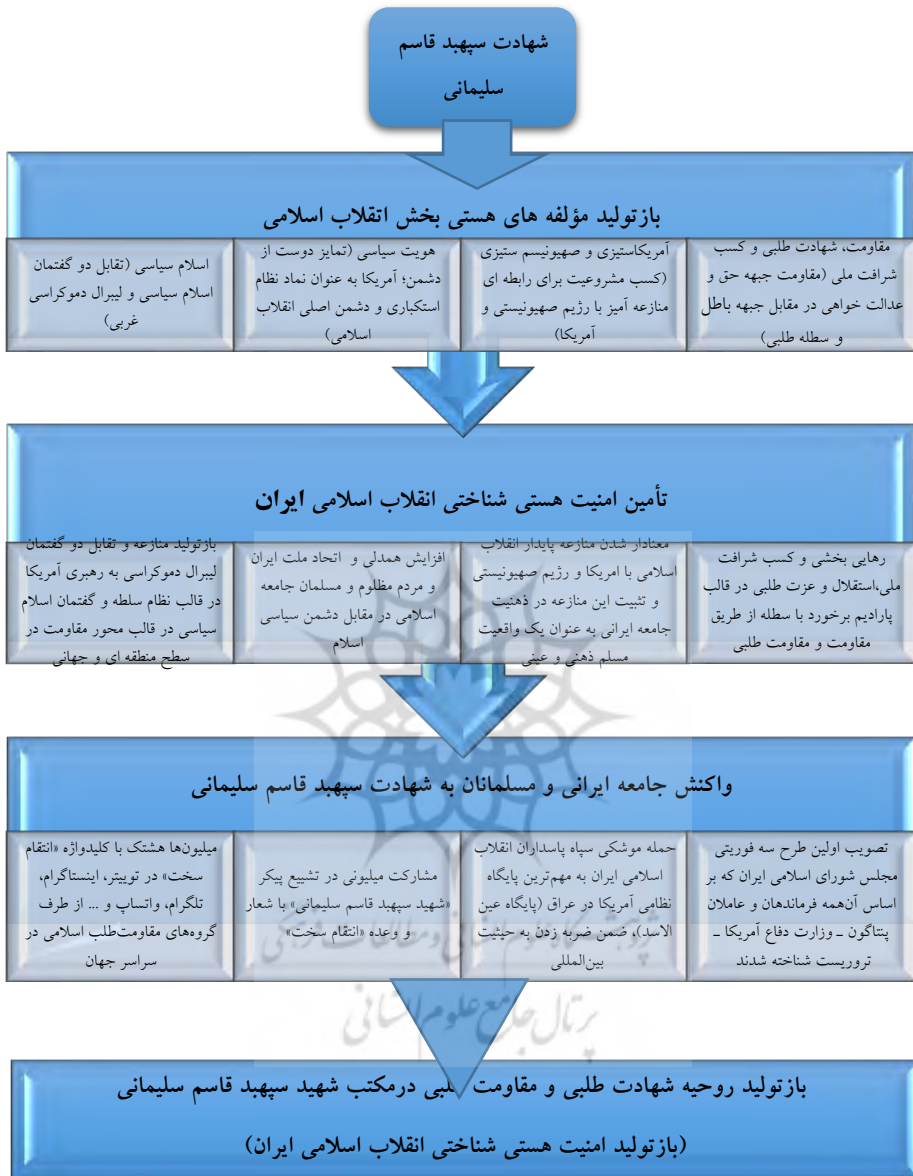 شهادت سپهبد قاسم
سلیمانی
بازتولید مؤلفه های هستی بخش اتقلاب اسلامی
مقاومت، شهادت طلبی و کسب
شرافت ملی (مقاومت جبهه حق و
عدالت خواهی در مقابل جبهه باطل
و سطله طلبی)
آمریکاستیزی و صهیونیسم ستیزی
(کسب مشروعیت برای رابطه ای
منازعه آمیز با رژیم صهیونیستی و
آمریکا)
هویت سیاسی (تمایز دوست از
دشمن؛ آمریکا به عنوان نماد نظام
استکباری و دشمن اصلی انقلاب
اسلامی)
اسلام سیاسی (تقابل دو گفتمان
اسلام سیاسی و لیبرال دموکراسی
غربی)
تأمین امنیت هستی شناختی انقلاب اسلامی ایران
رهایی بخشی و کسب شرافت
ملی،استقلال و عزت طلبی در قالب
پارادیم برخورد با سطله از طریق
مقاومت و مقاومت طلبی
معنادار شدن منازعه پایدار انقلاب
اسلامی با امریکا و رژیم صهیونیستی
و تثبیت این منازعه در ذهنیت
جامعه ایرانی به عنوان یک واقعیت
مسلم ذهنی و عینی
افزایش همدلی و اتحاد ملت ایران
و مردم مظلوم و مسلمان جامعه
اسلامی در مقابل دشمن سیاسی
اسلام
بازتولید منازعه و تقابل دو گفتمان
لیبرال دموکراسی به رهبری آمریکا
در قالب نظام سلطه و گفتمان اسلام
سیاسی در قالب محور مقاومت در
سطح منطقه ای و جهانی
واکنش جامعه ایرانی و مسلمانان به شهادت سپهبد قاسم سلیمانی
تصویب اولین طرح سه فوریتی
مجلس شورای اسلامی ایران که بر
اساس آن‌همه فرماندهان و عاملان
پنتاگون ـ وزارت دفاع آمریکا ـ
تروریست شناخته شدند
حمله موشکی سپاه پاسداران انقلاب
اسلامی ایران به مهم‌ترین پایگاه
نظامی آمریکا در عراق (پایگاه عین
الاسد)، ضمن ضربه زدن به حیثیت
بین‌المللی
مشارکت میلیونی در تشییع پیکر
«شهید سپهبد قاسم سلیمانی» با شعار
و وعده «انتقام سخت»
میلیون‌ها هشتک با کلیدواژه «انتقام
سخت» در توییتر، اینستاگرام،
تلگرام، واتساپ و ... از طرف
گروه‌های مقاومت‌طلب اسلامی در
سراسر جهان
پژوهشگاه علوم انسانی و مطالعات فرهنگی
پرتال جامع علوم انسانی
بازتولید روحیه شهادت طلبی و مقاومت طلبی درمکتب شهید سپهبد قاسم سلیمانی
(بازتولید امنیت هستی شناختی انقلاب اسلامی ایران)